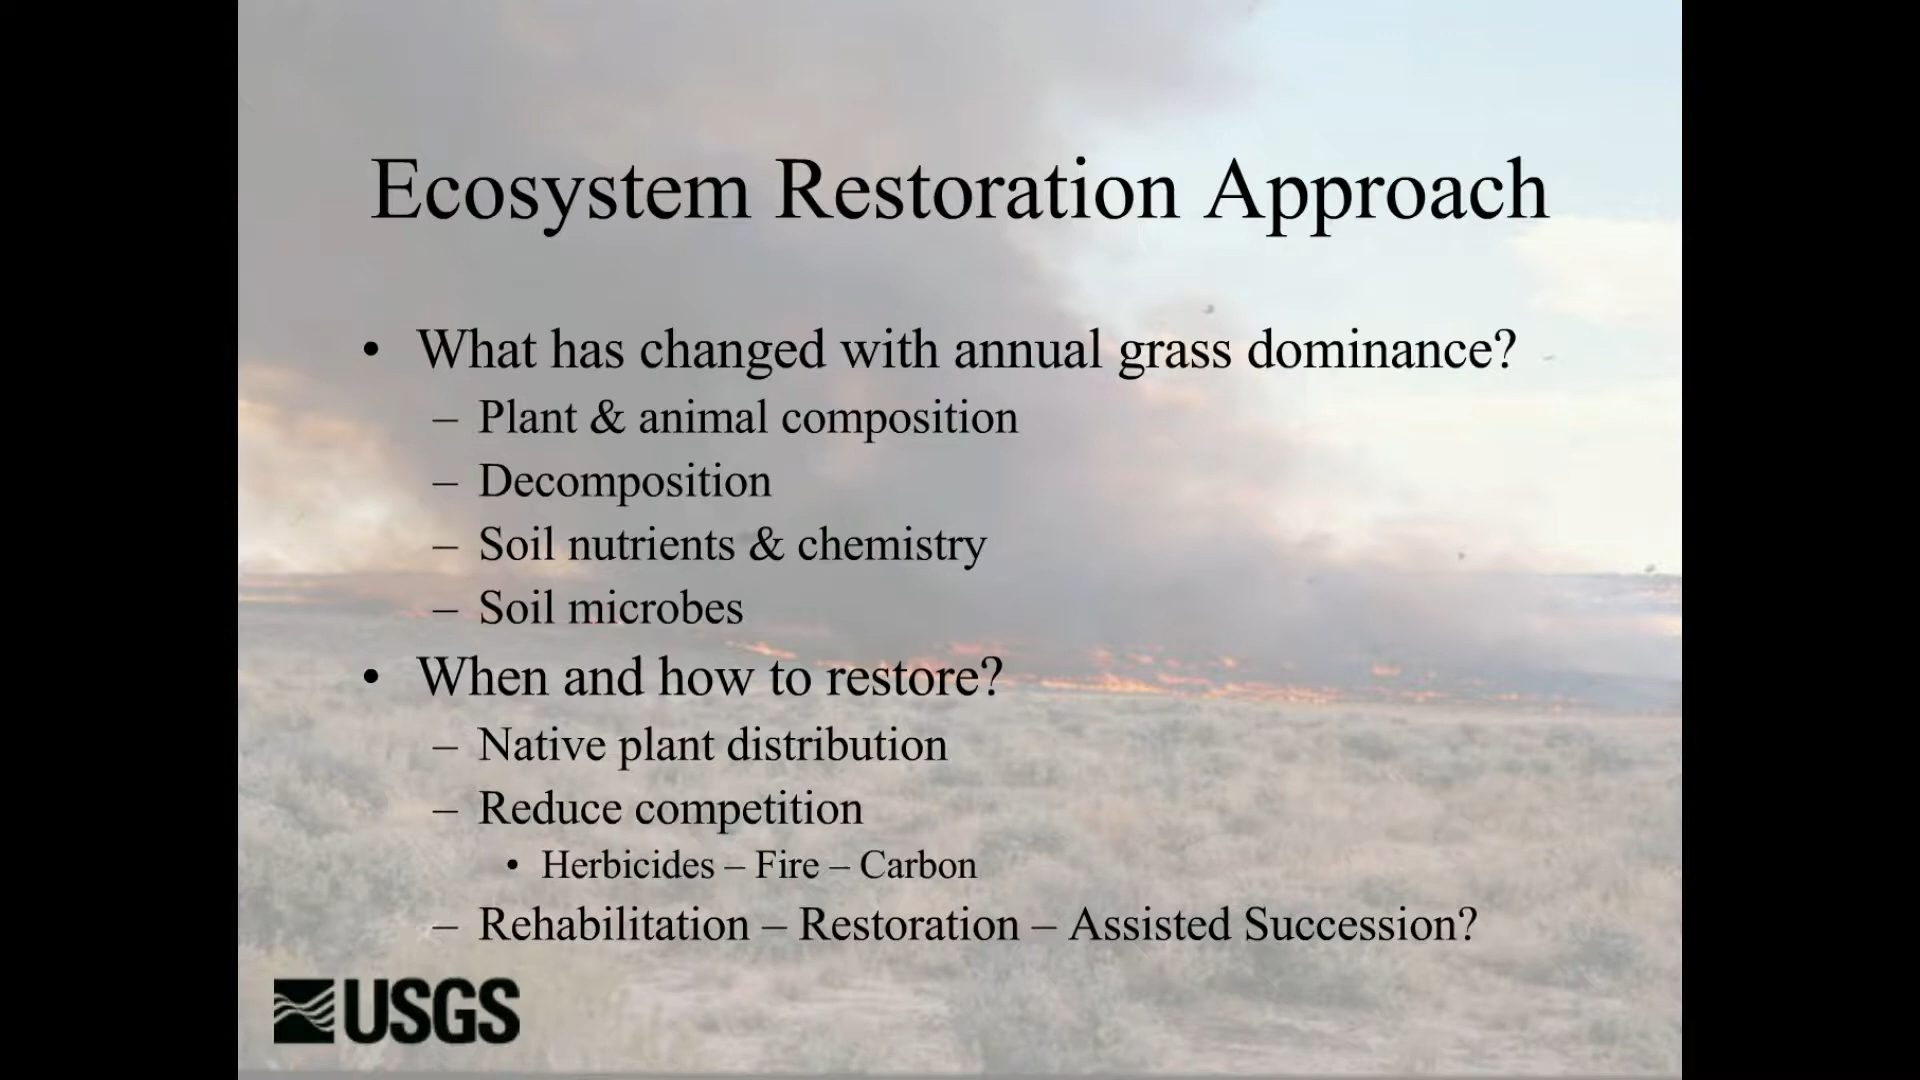 Ecosystem Restoration Approach
• What has changed with annual grass dominance?
– Plant & animal composition
– Decomposition
– Soil nutrients & chemistry
– Soil microbes
• When and how to restore?
– Native plant distribution
– Reduce competition
• Herbicides – Fire – Carbon
– Rehabilitation – Restoration – Assisted Succession?
USGS